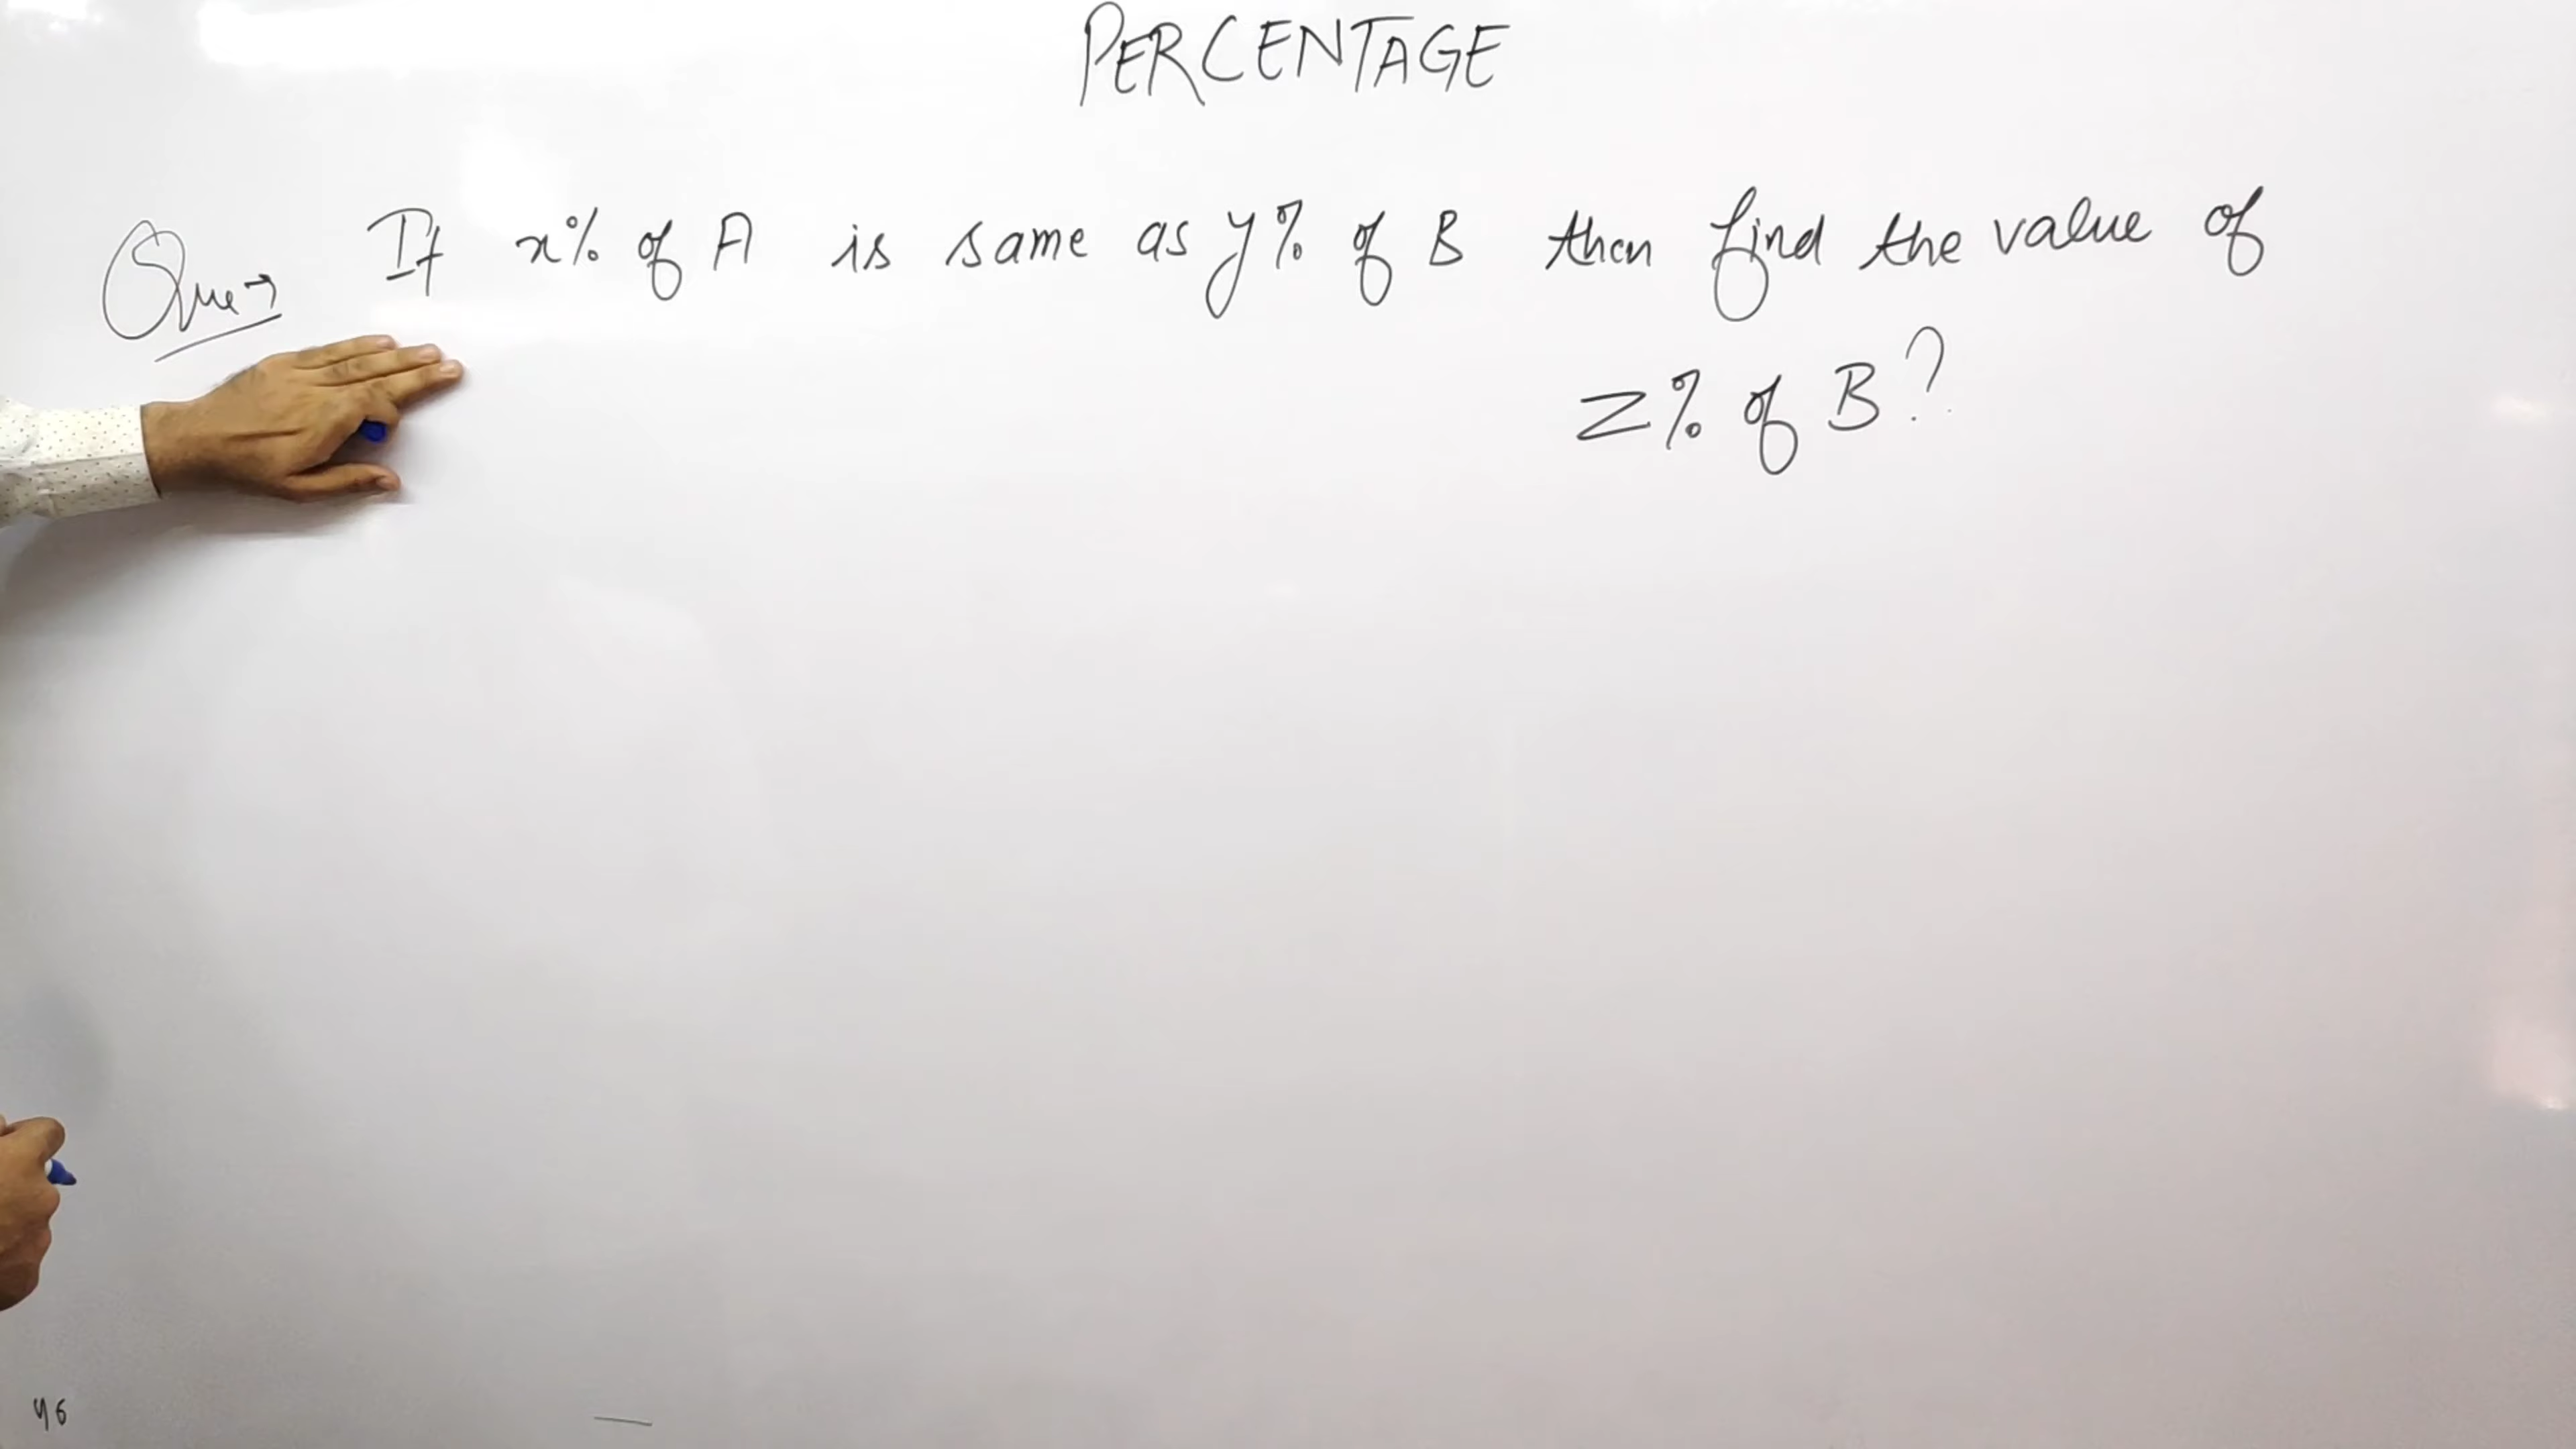 PERCENTAGE
Que→ If x% of A is same as y% of B then find the value of
Z% of B?
46